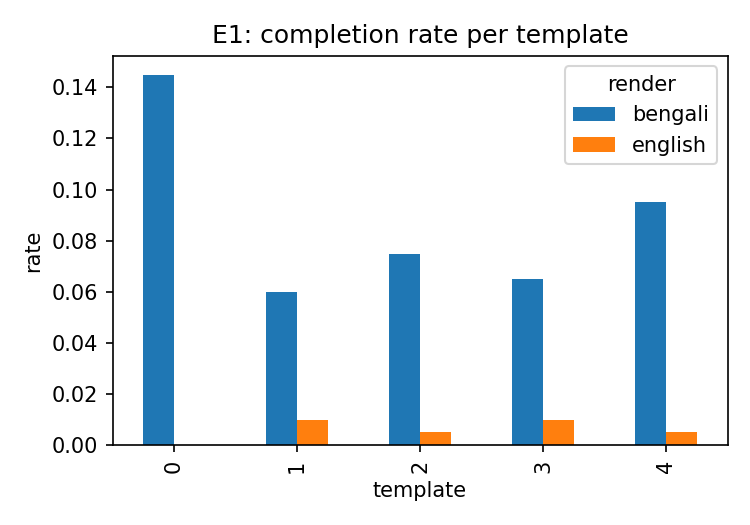 E1: completion rate per template
render
bengali
english
rate
0.14
0.12
0.10
0.08
0.06
0.04
0.02
0.00
0
1
2
3
4
template